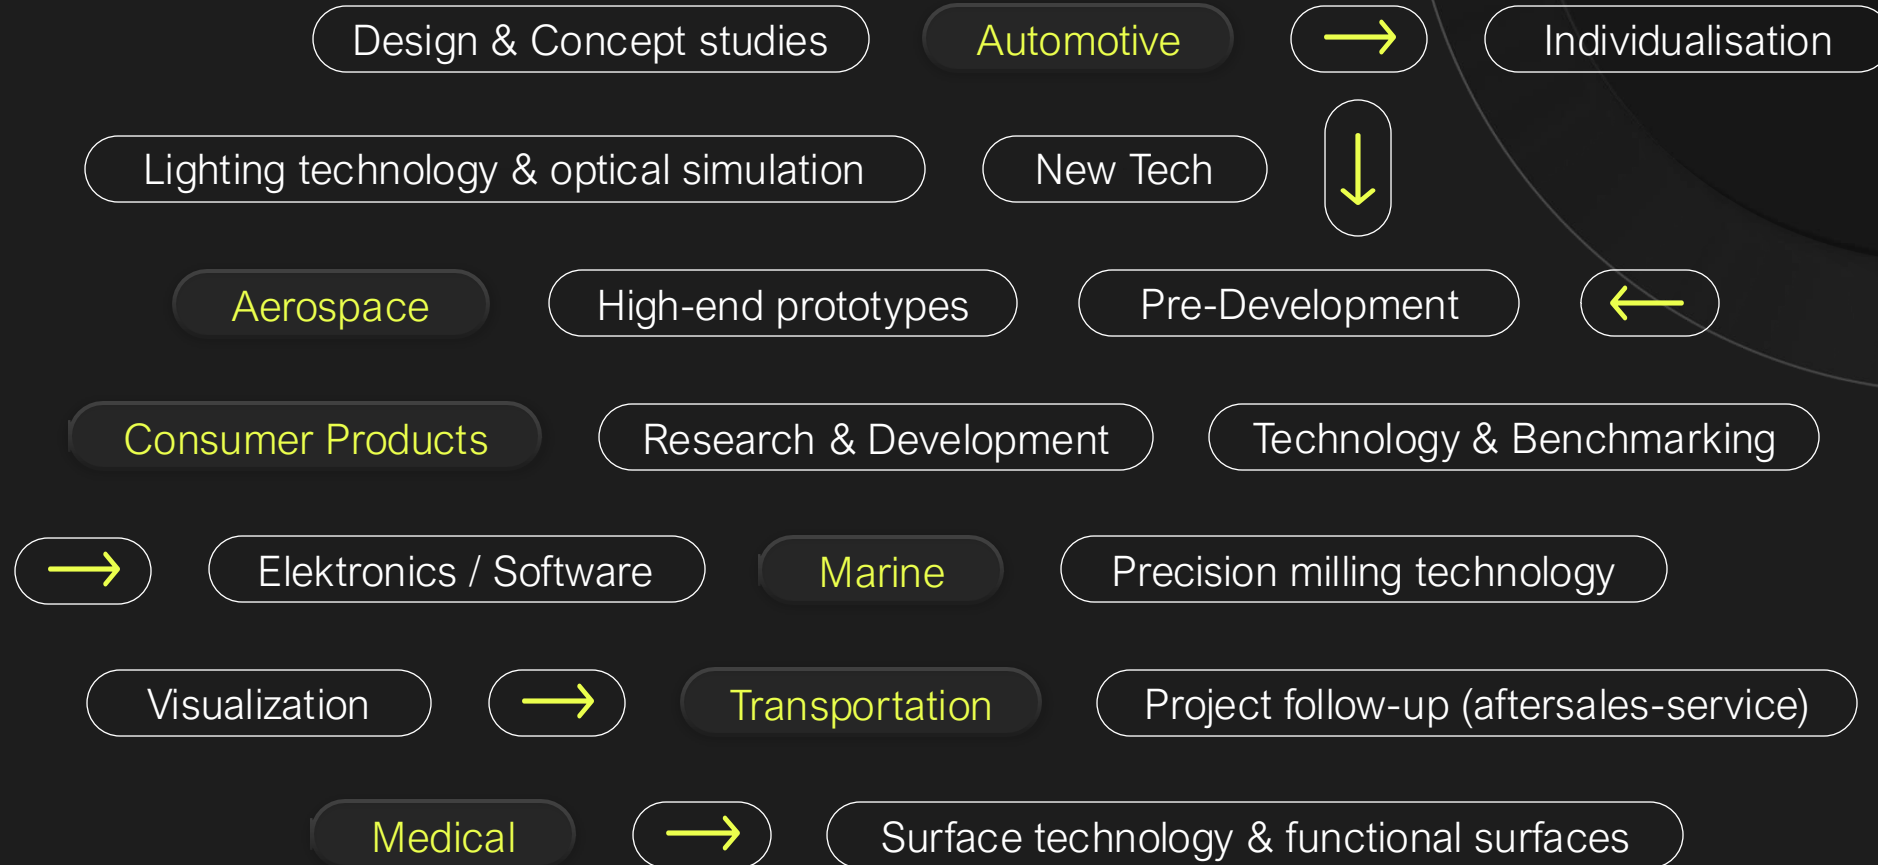 Design & Concept studies Automotive Individualisation
Lighting technology & optical simulation New Tech
Aerospace High-end prototypes Pre-Development
Consumer Products Research & Development Technology & Benchmarking
Elektronics / Software Marine Precision milling technology
Visualization Transportation Project follow-up (aftersales-service)
Medical Surface technology & functional surfaces